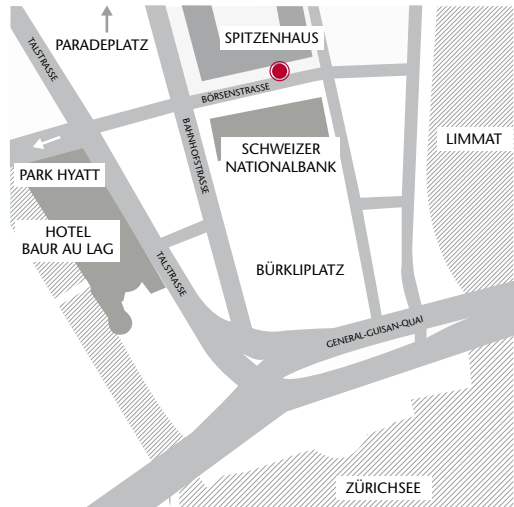 PARADEPLATZ
SPITZENHAUS
TALSTRASSE
BÖRSENSTRASSE
BAHNHOFSTRASSE
LIMMAT
SCHWEIZER
NATIONALBANK
PARK HYATT
HOTEL
BAUR AU LAG
TALSTRASSE
BÜRKLIPLATZ
GENERAL-GUISAN-QUAI
ZÜRICHSEE